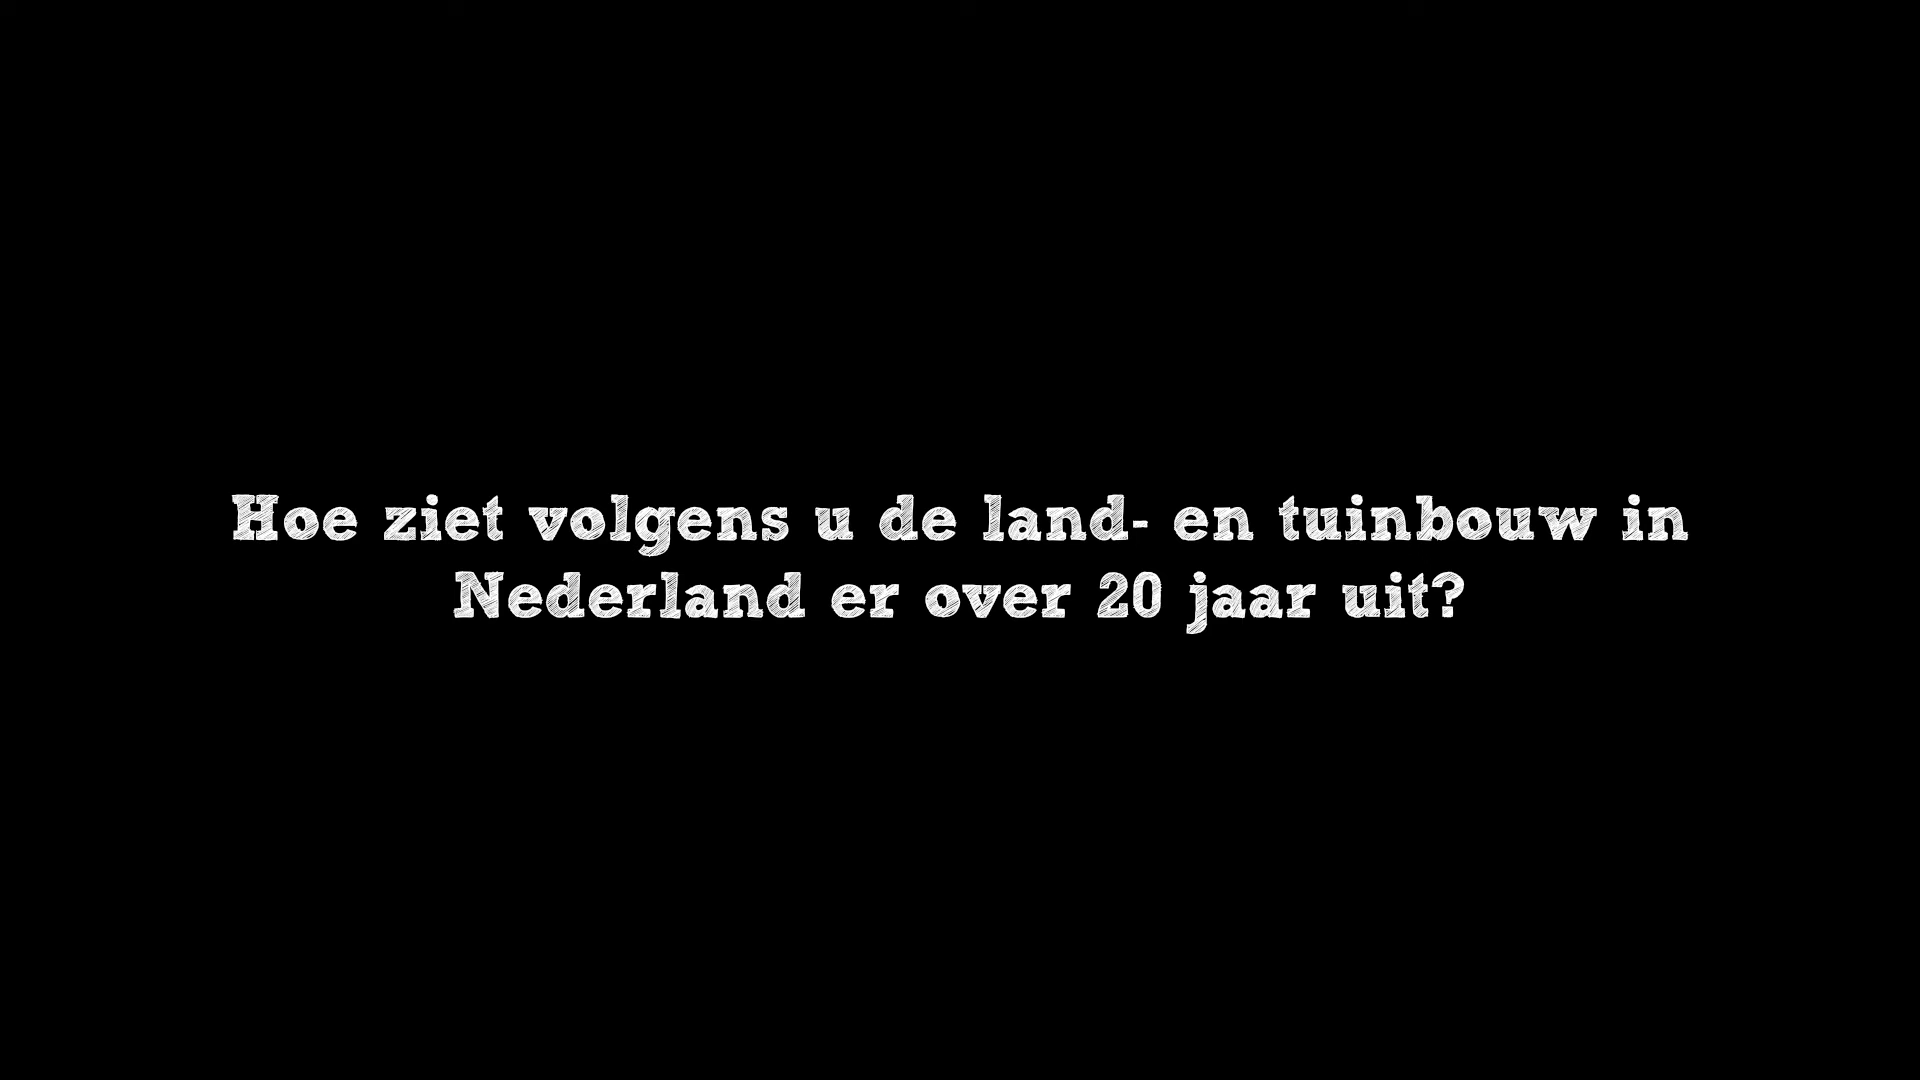 Hoe ziet volgens u de land- en tuinbouw in
Nederland er over 20 jaar uit?